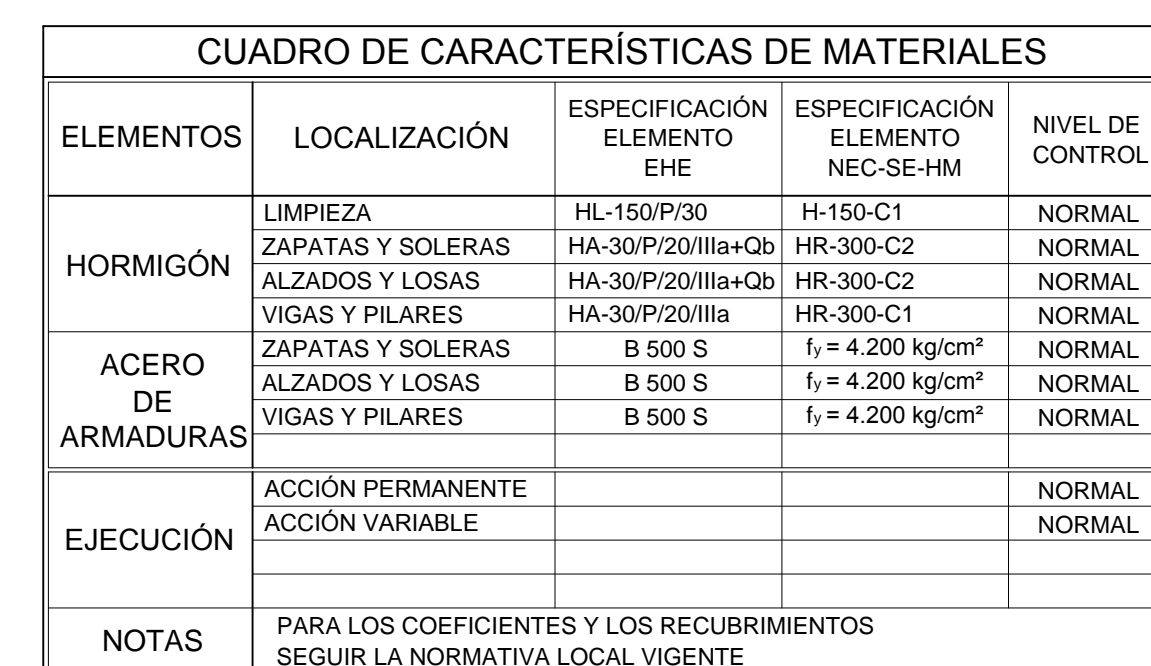 CUADRO DE CARACTERÍSTICAS DE MATERIALES
ELEMENTOS LOCALIZACIÓN ESPECIFICACIÓN ELEMENTO EHE ESPECIFICACIÓN ELEMENTO NEC-SE-HM NIVEL DE CONTROL
HORMIGÓN
LIMPIEZA HL-150/P/30 H-150-C1 NORMAL
ZAPATAS Y SOLERAS HA-30/P/20/IIIa+Qb HR-300-C2 NORMAL
ALZADOS Y LOSAS HA-30/P/20/IIIa+Qb HR-300-C2 NORMAL
VIGAS Y PILARES HA-30/P/20/IIIa HR-300-C1 NORMAL
ACERO
DE
ARMADURAS
ZAPATAS Y SOLERAS B 500 S fy = 4.200 kg/cm² NORMAL
ALZADOS Y LOSAS B 500 S fy = 4.200 kg/cm² NORMAL
VIGAS Y PILARES B 500 S fy = 4.200 kg/cm² NORMAL
EJECUCIÓN
ACCIÓN PERMANENTE NORMAL
ACCIÓN VARIABLE NORMAL
NOTAS
PARA LOS COEFICIENTES Y LOS RECUBRIMIENTOS
SEGUIR LA NORMATIVA LOCAL VIGENTE